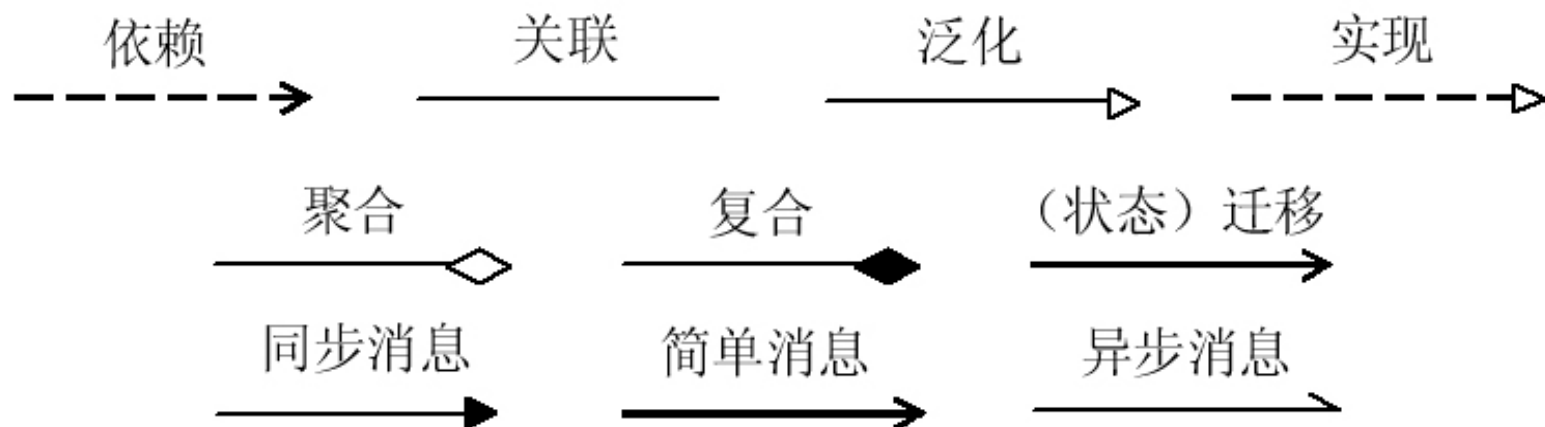 依赖 关联 泛化 实现
聚合 复合 （状态）迁移
同步消息 简单消息 异步消息